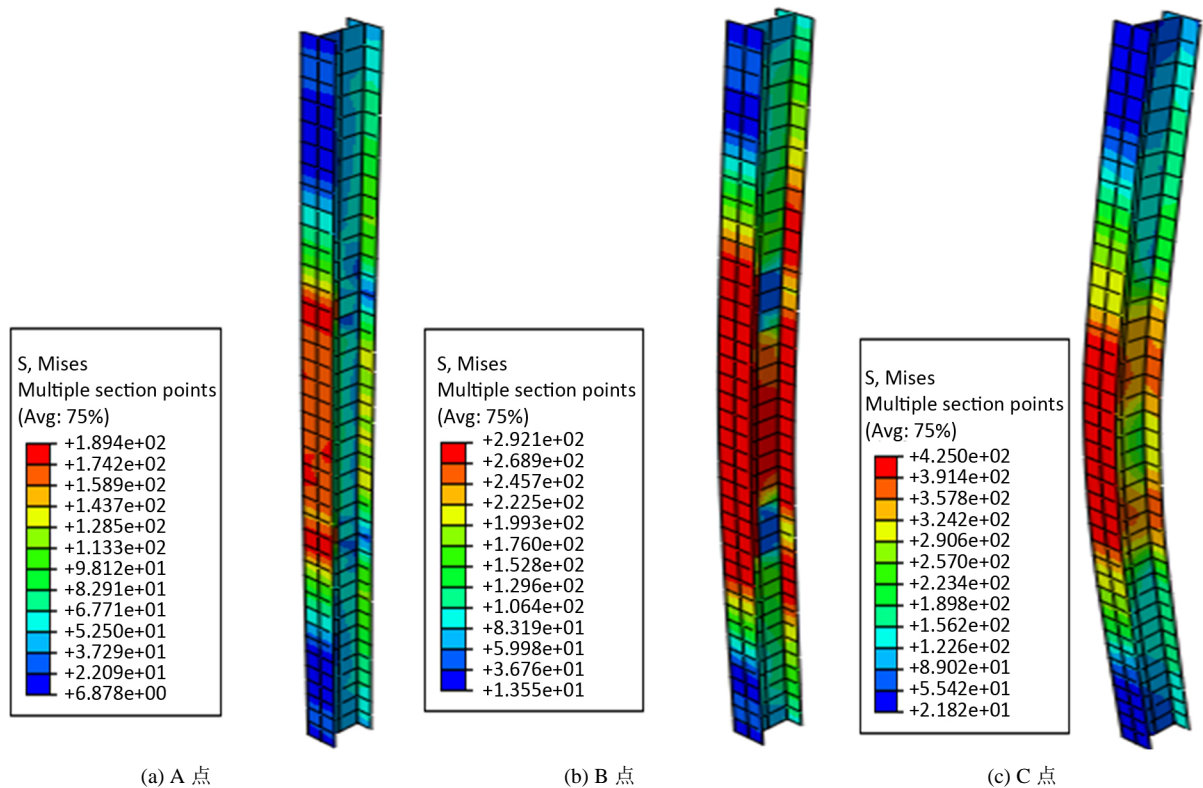 S, Mises
Multiple section points
(Avg: 75%)
+1.894e+02
+1.742e+02
+1.589e+02
+1.437e+02
+1.285e+02
+1.133e+02
+9.812e+01
+8.291e+01
+6.771e+01
+5.250e+01
+3.729e+01
+2.209e+01
+6.878e+00
(a) A 点
S, Mises
Multiple section points
(Avg: 75%)
+2.921e+02
+2.689e+02
+2.457e+02
+2.225e+02
+1.993e+02
+1.760e+02
+1.528e+02
+1.296e+02
+1.064e+02
+8.319e+01
+5.998e+01
+3.676e+01
+1.355e+01
(b) B 点
S, Mises
Multiple section points
(Avg: 75%)
+4.250e+02
+3.914e+02
+3.578e+02
+3.242e+02
+2.906e+02
+2.570e+02
+2.234e+02
+1.898e+02
+1.562e+02
+1.226e+02
+8.902e+01
+5.542e+01
+2.182e+01
(c) C 点